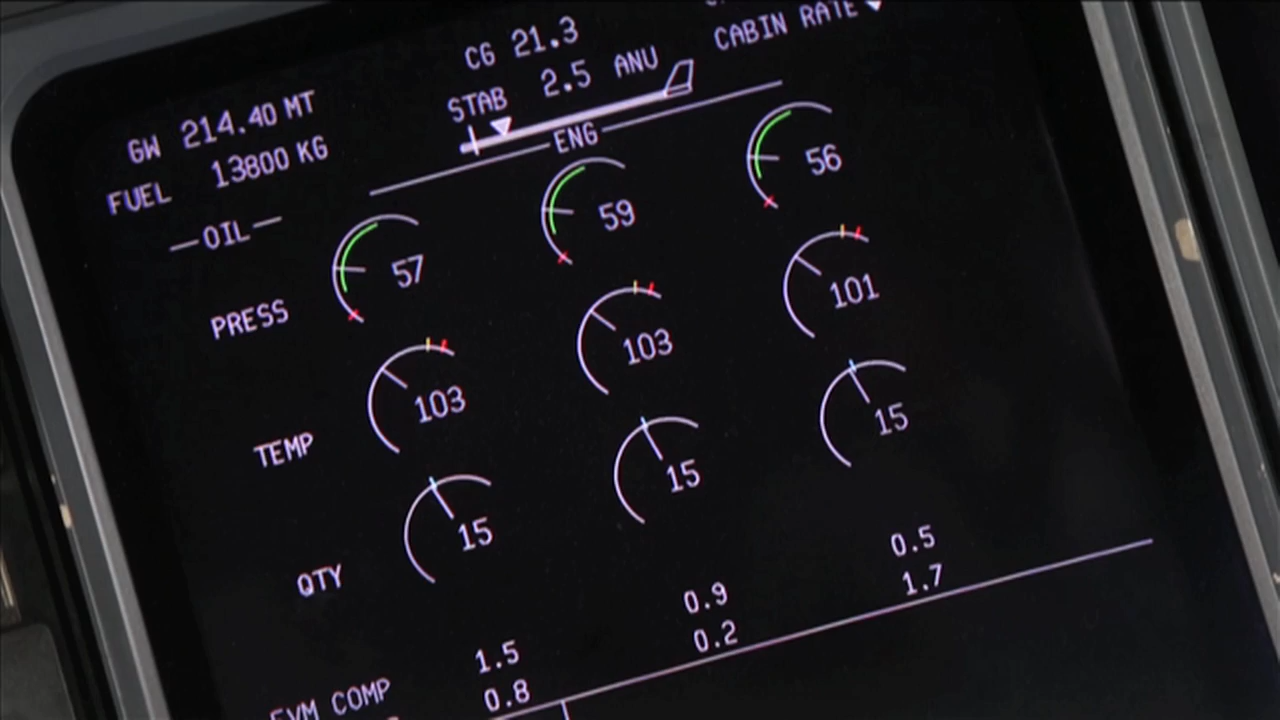 CG 21.3
CABIN RATE
GW 214.40 MT
STAB 2.5 ANU
FUEL 13800 KG
ENG
OIL
PRESS 57 59 56
TEMP 103 103 101
QTY 15 15 15
1.5 0.9 0.5
COMP 0.8 0.2 1.7